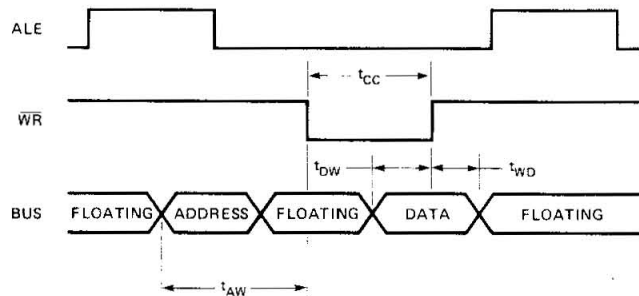 ALE
t_CC
WR
t_DW
t_WD
BUS FLOATING ADDRESS FLOATING DATA FLOATING
t_AW